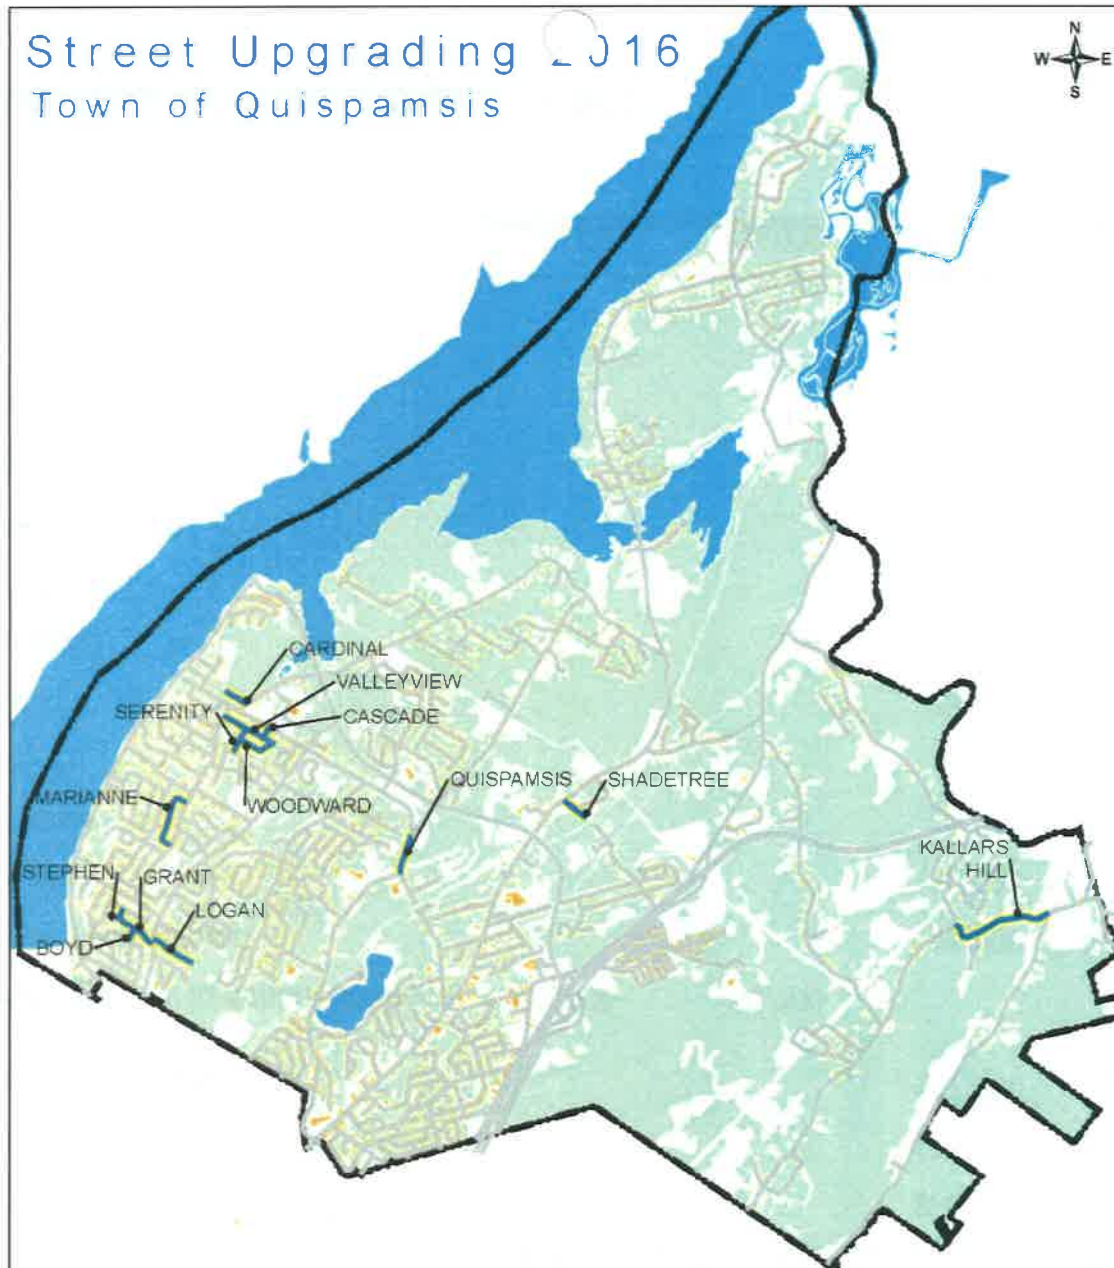 Street Upgrading 2016
Town of Quispamsis
N
W E
S
CARDINAL
VALLEYVIEW
SERENITY
CASCADE
QUISPAMSIS
SHADETREE
MARIANNE
WOODWARD
KALLARS
HILL
STEPHEN
GRANT
LOGAN
BOYD